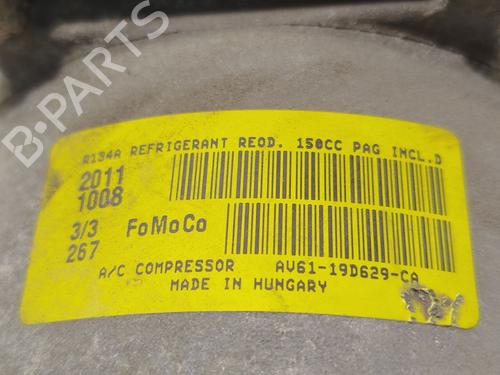 B-PARTS
R134A REFRIGERANT REQD. 150CC PAG INCL.D
2011
1008
3/3 FoMoCo
267
A/C COMPRESSOR AV61-19D629-CA
MADE IN HUNGARY